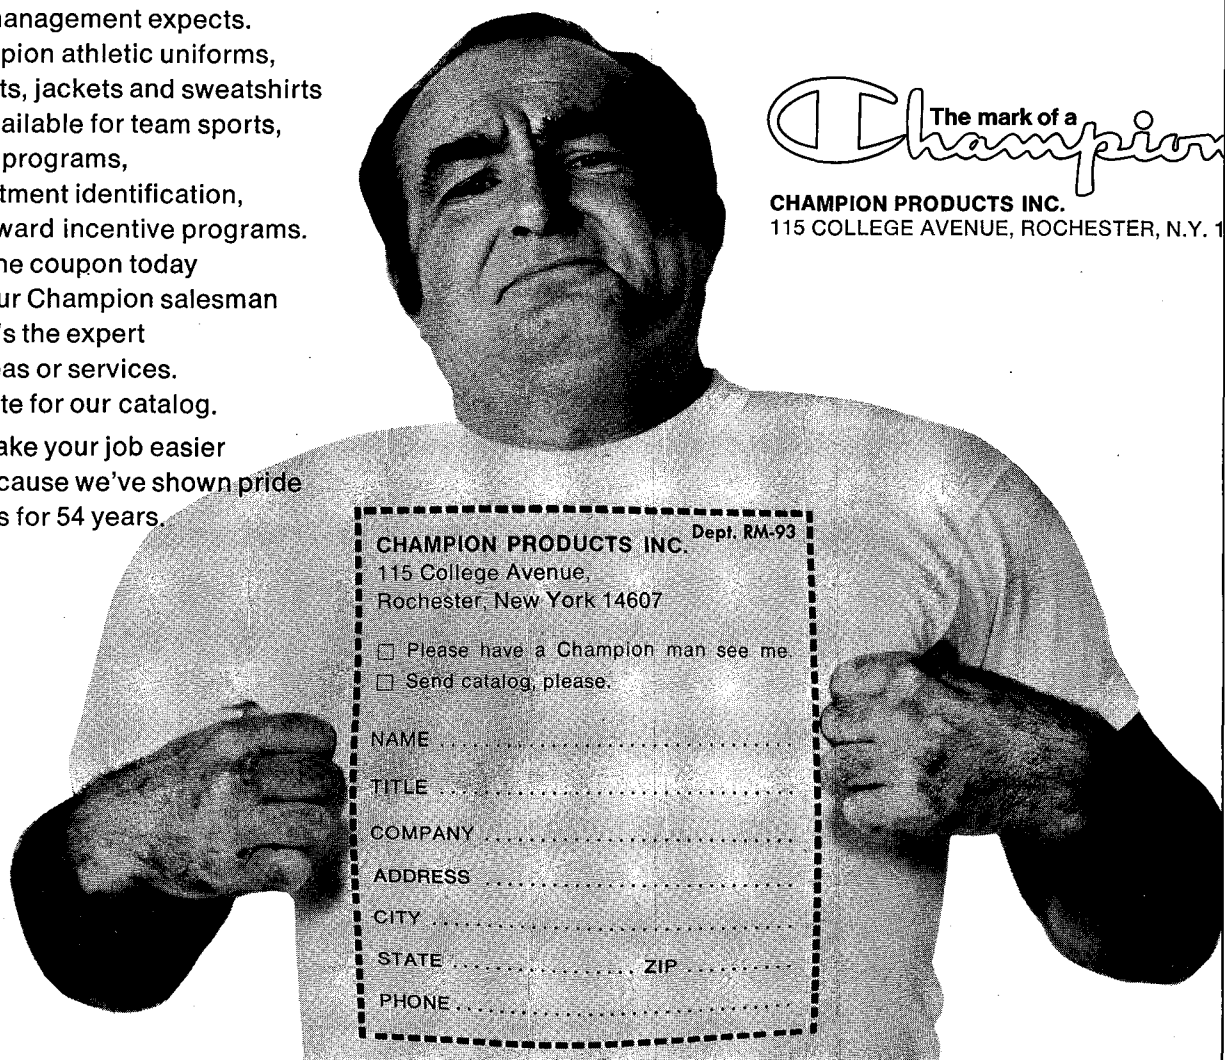 management expects.
pion athletic uniforms,
ts, jackets and sweatshirts
ailable for team sports,
programs,
tment identification,
ward incentive programs.
ne coupon today
ur Champion salesman
's the expert
eas or services.
te for our catalog.
ake your job easier
cause we've shown pride
s for 54 years.
The mark of a
Champion
CHAMPION PRODUCTS INC.
115 COLLEGE AVENUE, ROCHESTER, N.Y. 1
CHAMPION PRODUCTS INC. Dept. RM-93
115 College Avenue,
Rochester, New York 14607
□ Please have a Champion man see me.
□ Send catalog, please.
NAME
TITLE
COMPANY
ADDRESS
CITY
STATE ZIP
PHONE